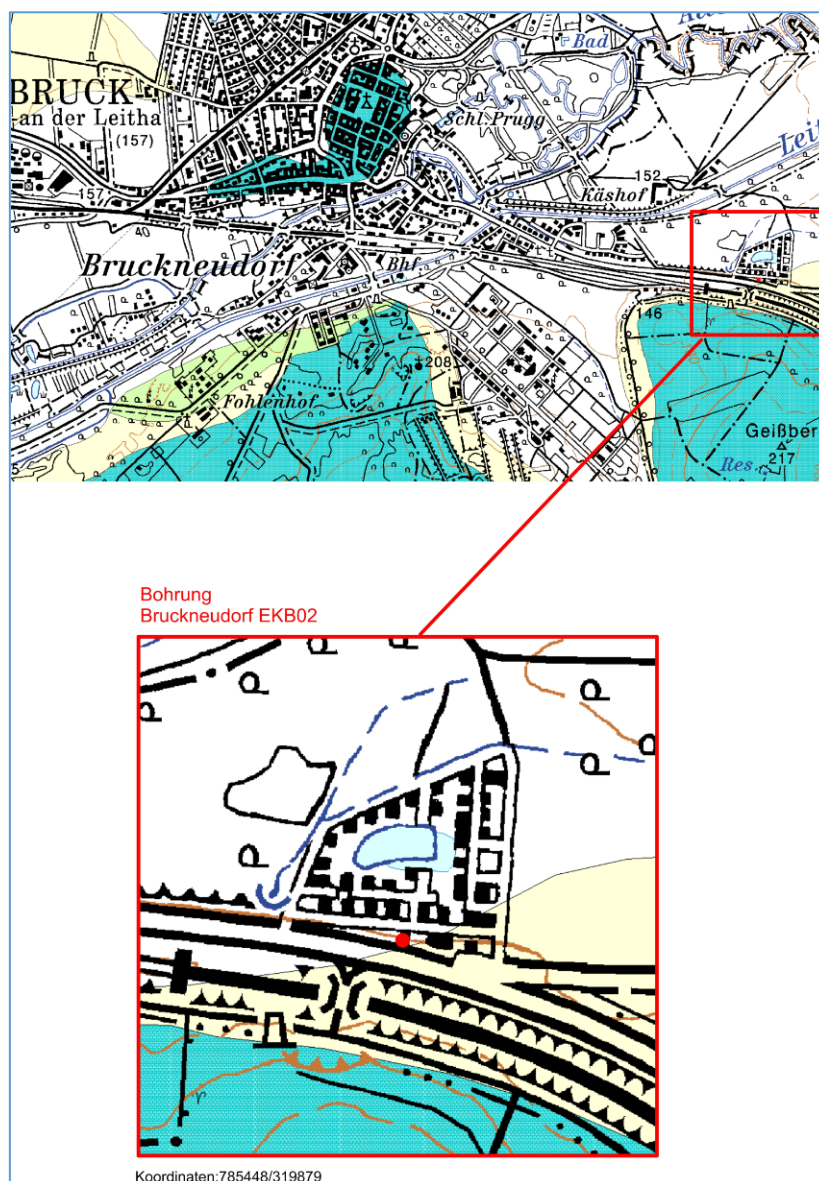 Bad
BRUCK
-an der Leitha
(157)
Schl. Prugg
Leit
157
152
Käshof
40
Bruckneudorf
Bhf.
146
208
Fohlenhof
Geißber
217
Res.
Bohrung
Bruckneudorf EKB02
Koordinaten:785448/319879